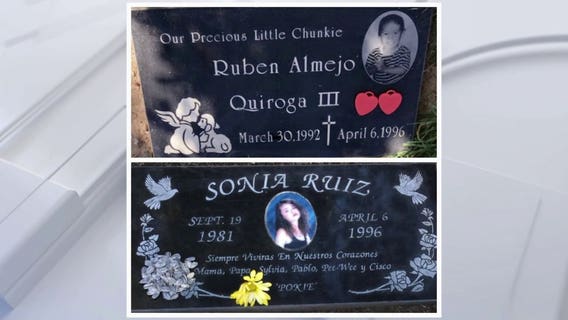 Our Precious Little Chunkie
Ruben Almejo
Quiroga III
March 30,1992 April 6,1996
SONIA RUIZ
SEPT. 19 APRIL 6
1981 1996
Siempre Viviras En Nuestros Corazones
Mama, Papa, Sylvia, Pablo, Pee-Wee y Cisco
"POKIE"